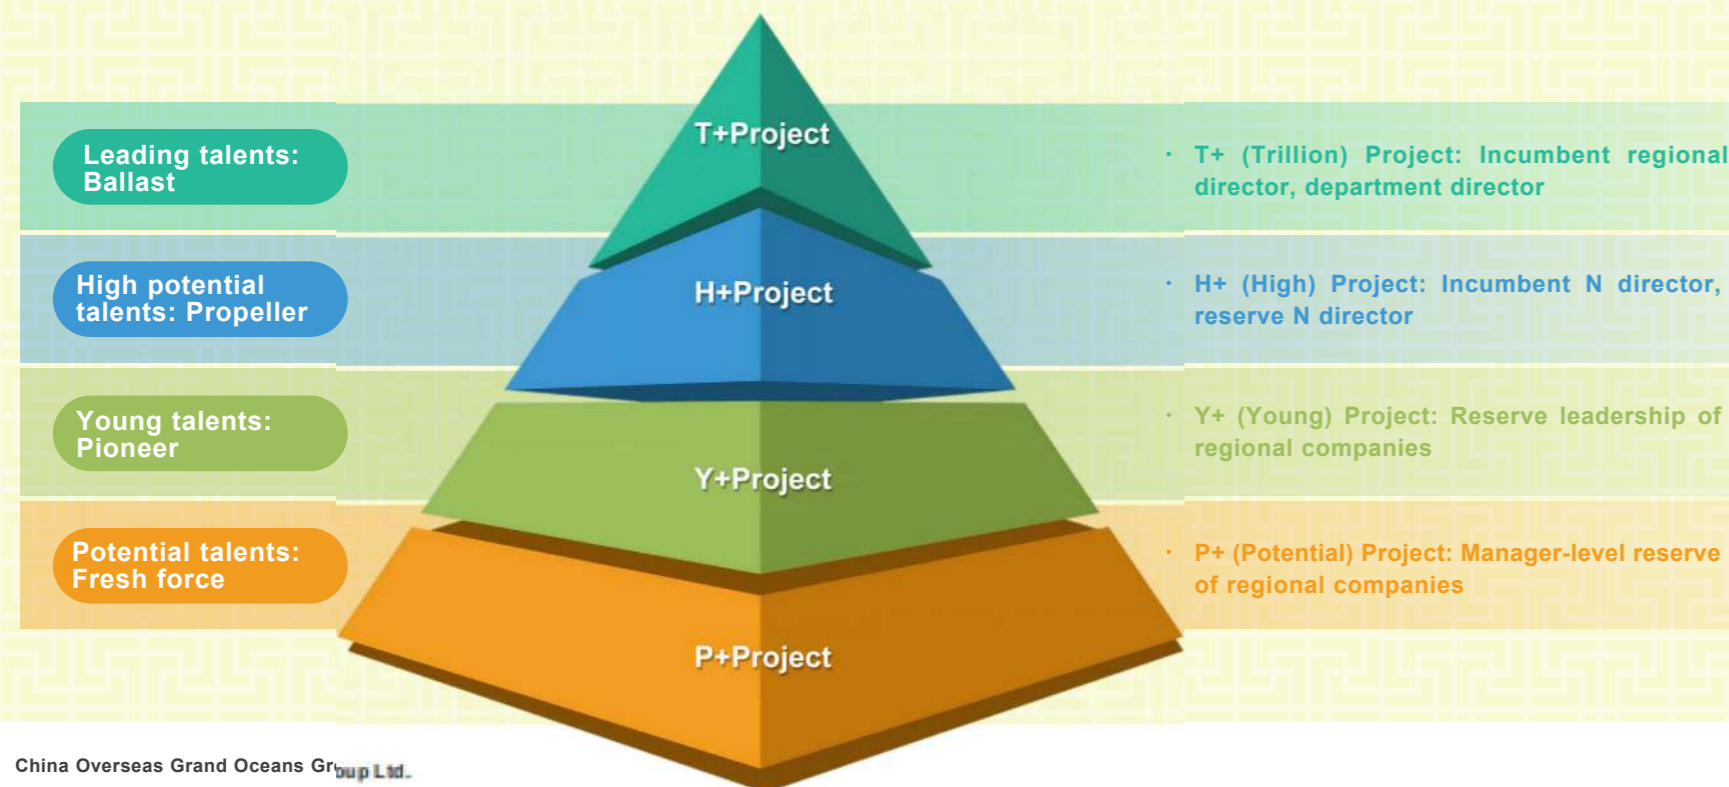 T+Project
Leading talents:
Ballast
· T+ (Trillion) Project: Incumbent regional
director, department director
High potential
talents: Propeller
H+Project
· H+ (High) Project: Incumbent N director,
reserve N director
Young talents:
Pioneer
Y+Project
· Y+ (Young) Project: Reserve leadership of
regional companies
Potential talents:
Fresh force
P+Project
· P+ (Potential) Project: Manager-level reserve
of regional companies
China Overseas Grand Oceans Group Ltd.